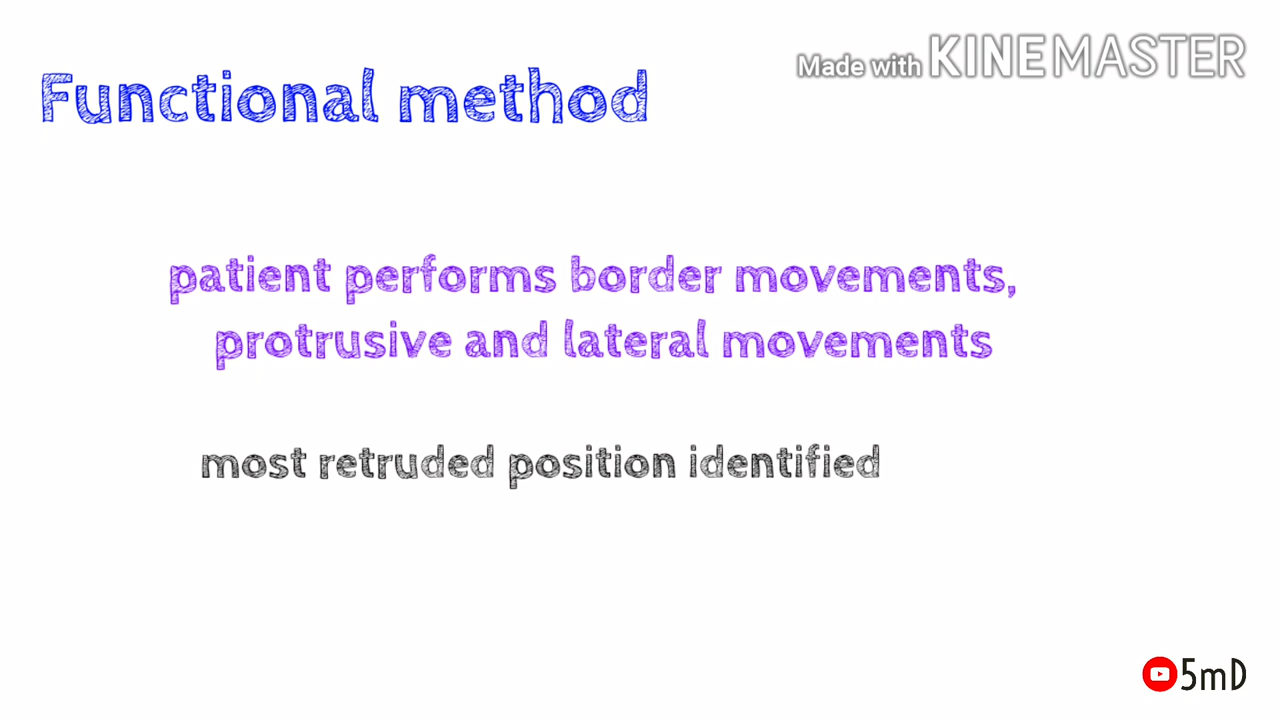 Functional method
Made with KINEMASTER
patient performs border movements,
protrusive and lateral movements
most retruded position identified
5mD